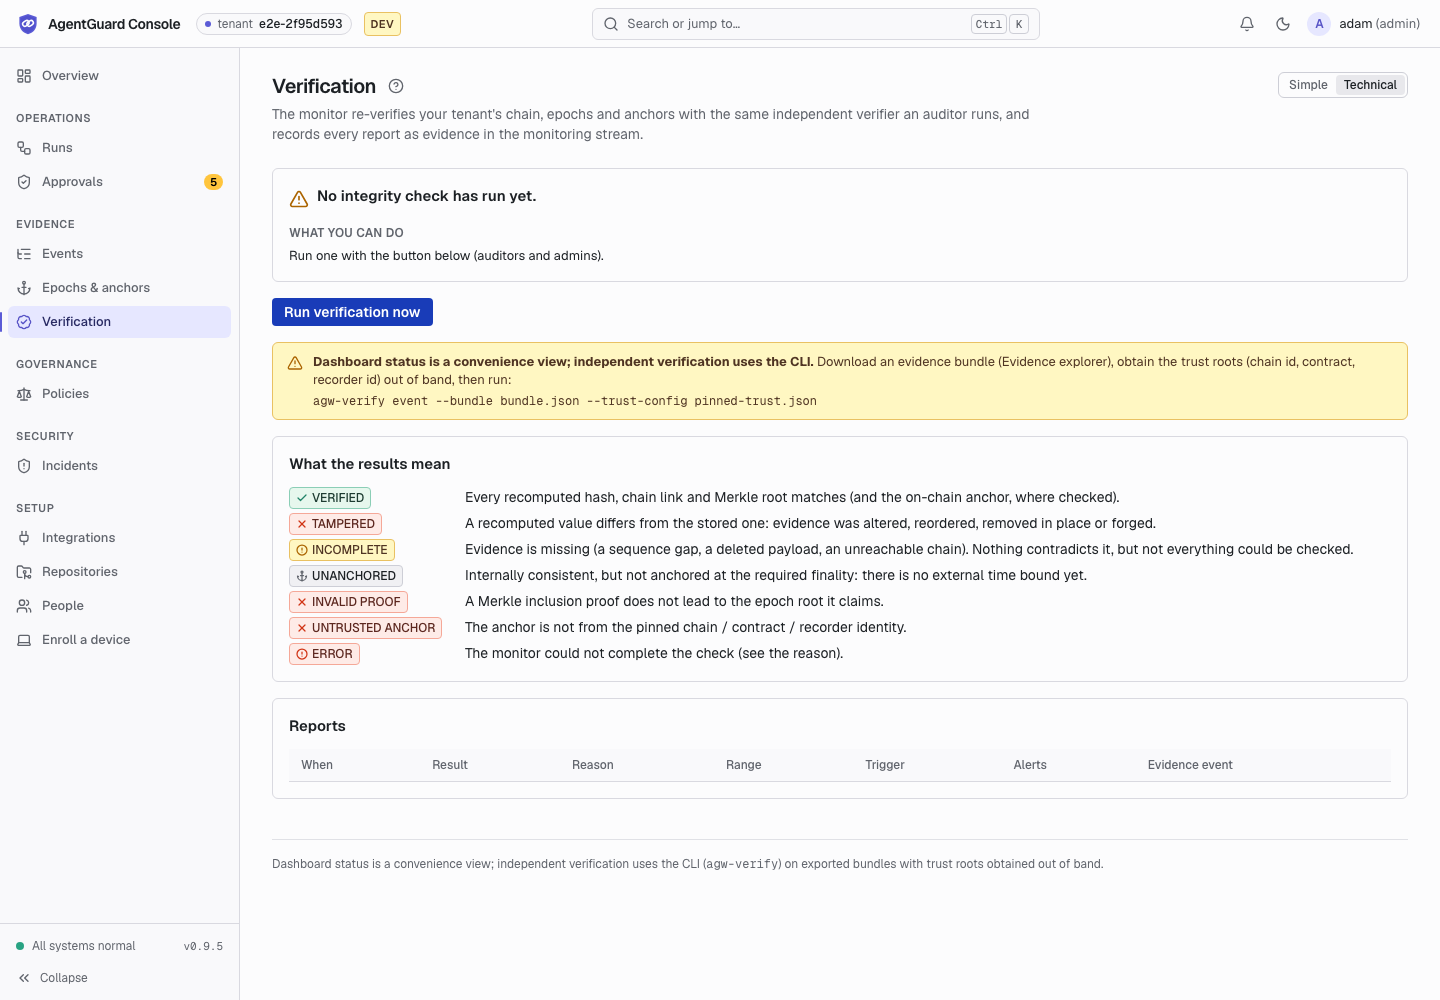 AgentGuard Console
tenant e2e-2f95d593
DEV
Search or jump to...
Ctrl K
A
adam (admin)
Overview
OPERATIONS
Runs
Approvals 5
EVIDENCE
Events
Epochs & anchors
Verification
GOVERNANCE
Policies
SECURITY
Incidents
SETUP
Integrations
Repositories
People
Enroll a device
All systems normal v0.9.5
Collapse
Verification
Simple Technical
The monitor re-verifies your tenant's chain, epochs and anchors with the same independent verifier an auditor runs, and
records every report as evidence in the monitoring stream.
No integrity check has run yet.
WHAT YOU CAN DO
Run one with the button below (auditors and admins).
Run verification now
Dashboard status is a convenience view; independent verification uses the CLI. Download an evidence bundle (Evidence explorer), obtain the trust roots (chain id, contract,
recorder id) out of band, then run:
agw-verify event --bundle bundle.json --trust-config pinned-trust.json
What the results mean
VERIFIED Every recomputed hash, chain link and Merkle root matches (and the on-chain anchor, where checked).
TAMPERED A recomputed value differs from the stored one: evidence was altered, reordered, removed in place or forged.
INCOMPLETE Evidence is missing (a sequence gap, a deleted payload, an unreachable chain). Nothing contradicts it, but not everything could be checked.
UNANCHORED Internally consistent, but not anchored at the required finality: there is no external time bound yet.
INVALID PROOF A Merkle inclusion proof does not lead to the epoch root it claims.
UNTRUSTED ANCHOR The anchor is not from the pinned chain / contract / recorder identity.
ERROR The monitor could not complete the check (see the reason).
Reports
When Result Reason Range Trigger Alerts Evidence event
Dashboard status is a convenience view; independent verification uses the CLI (agw-verify) on exported bundles with trust roots obtained out of band.